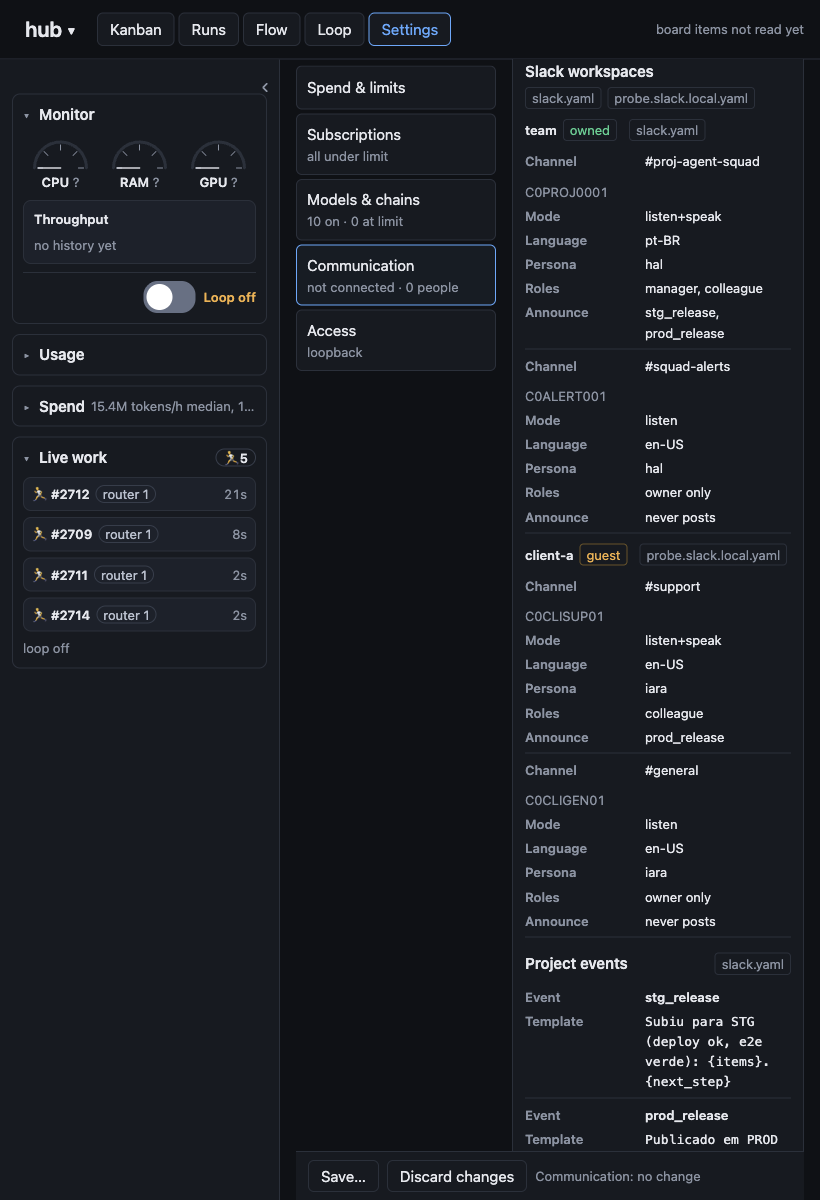 hub ▾
Kanban
Runs
Flow
Loop
Settings
board items not read yet
Monitor
CPU ?
RAM ?
GPU ?
Throughput
no history yet
Loop off
Usage
Spend 15.4M tokens/h median, 1...
Live work
5
#2712 router 1 21s
#2709 router 1 8s
#2711 router 1 2s
#2714 router 1 2s
loop off
Spend & limits
Subscriptions
all under limit
Models & chains
10 on · 0 at limit
Communication
not connected · 0 people
Access
loopback
Slack workspaces
slack.yaml probe.slack.local.yaml
team owned slack.yaml
Channel #proj-agent-squad
C0PROJ0001
Mode listen+speak
Language pt-BR
Persona hal
Roles manager, colleague
Announce stg_release,
prod_release
Channel #squad-alerts
C0ALERT001
Mode listen
Language en-US
Persona hal
Roles owner only
Announce never posts
client-a guest probe.slack.local.yaml
Channel #support
C0CLISUP01
Mode listen+speak
Language en-US
Persona iara
Roles colleague
Announce prod_release
Channel #general
C0CLIGEN01
Mode listen
Language en-US
Persona iara
Roles owner only
Announce never posts
Project events slack.yaml
Event stg_release
Template Subiu para STG
(deploy ok, e2e
verde): {items}.
{next_step}
Event prod_release
Template Publicado em PROD
Save...
Discard changes
Communication: no change